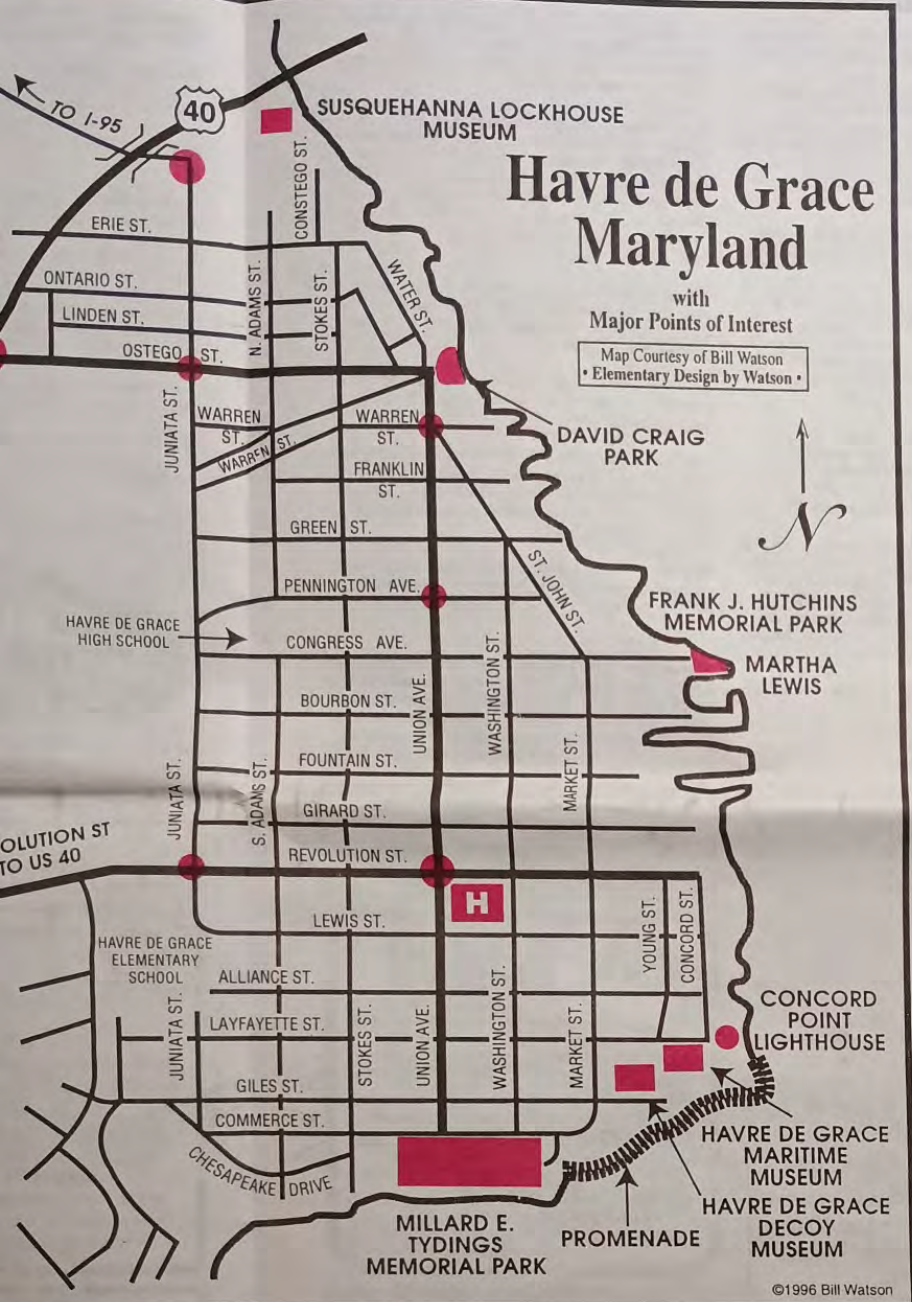 TO I-95
40
SUSQUEHANNA LOCKHOUSE
MUSEUM
Havre de Grace
Maryland
with
Major Points of Interest
Map Courtesy of Bill Watson
• Elementary Design by Watson •
CONSTEGO ST.
ERIE ST.
ONTARIO ST.
LINDEN ST.
OSTEGO ST.
N. ADAMS ST.
STOKES ST.
WATER ST.
JUNIATA ST.
WARREN
ST.
WARREN ST.
WARREN
ST.
FRANKLIN
ST.
DAVID CRAIG
PARK
N
GREEN ST.
ST. JOHN ST.
PENNINGTON AVE.
FRANK J. HUTCHINS
MEMORIAL PARK
HAVRE DE GRACE
HIGH SCHOOL
CONGRESS AVE.
MARTHA
LEWIS
BOURBON ST.
UNION AVE.
WASHINGTON ST.
FOUNTAIN ST.
MARKET ST.
JUNIATA ST.
S. ADAMS ST.
GIRARD ST.
OLUTION ST
TO US 40
REVOLUTION ST.
H
LEWIS ST.
YOUNG ST.
CONCORD ST.
HAVRE DE GRACE
ELEMENTARY
SCHOOL
ALLIANCE ST.
JUNIATA ST.
LAYFAYETTE ST.
STOKES ST.
UNION AVE.
WASHINGTON ST.
MARKET ST.
CONCORD
POINT
LIGHTHOUSE
GILES ST.
COMMERCE ST.
CHESAPEAKE DRIVE
HAVRE DE GRACE
MARITIME
MUSEUM
HAVRE DE GRACE
DECOY
MUSEUM
PROMENADE
MILLARD E.
TYDINGS
MEMORIAL PARK
©1996 Bill Watson